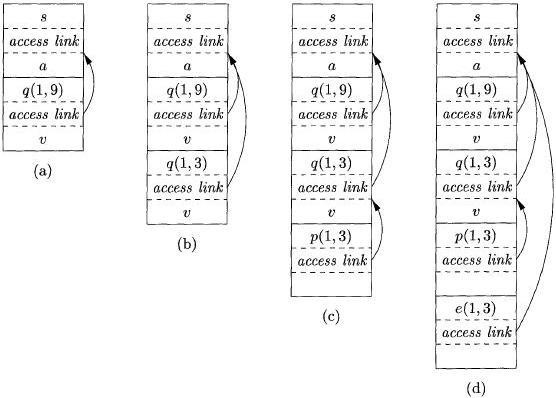 s
access link
a
q(1,9)
access link
v
(a)
s
access link
a
q(1,9)
access link
v
q(1,3)
access link
v
(b)
s
access link
a
q(1,9)
access link
v
q(1,3)
access link
v
p(1,3)
access link
(c)
s
access link
a
q(1,9)
access link
v
q(1,3)
access link
v
p(1,3)
access link
e(1,3)
access link
(d)